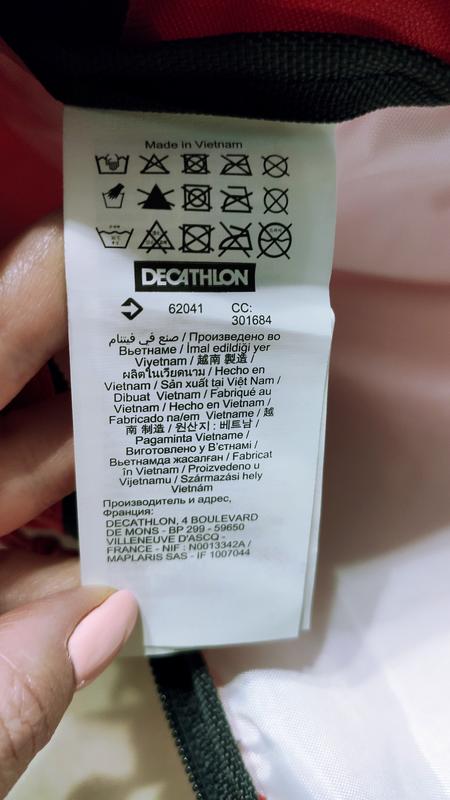 Made in Vietnam
DECATHLON
62041 CC:
301684
صنع في فيتنام / Произведено во
Вьетнаме / İmal edildiği yer
Viyetnam / 越南 製造 /
ผลิตในเวียดนาม / Hecho en
Vietnam / Sản xuất tại Việt Nam /
Dibuat Vietnam / Fabriqué au
Vietnam / Hecho en Vietnam /
Fabricado na/em Vietname / 越
南 制造 / 원산지 : 베트남 /
Pagaminta Vietname /
Виготовлено у В'єтнамі /
Вьетнамда жасалған / Fabricat
în Vietnam / Proizvedeno u
Vijetnamu / Származási hely
Vietnám
Производитель и адрес,
Франция:
DECATHLON, 4 BOULEVARD
DE MONS - BP 299 - 59650
VILLENEUVE D'ASCQ -
FRANCE - NIF : N0013342A /
MAPLARIS SAS - IF 1007044